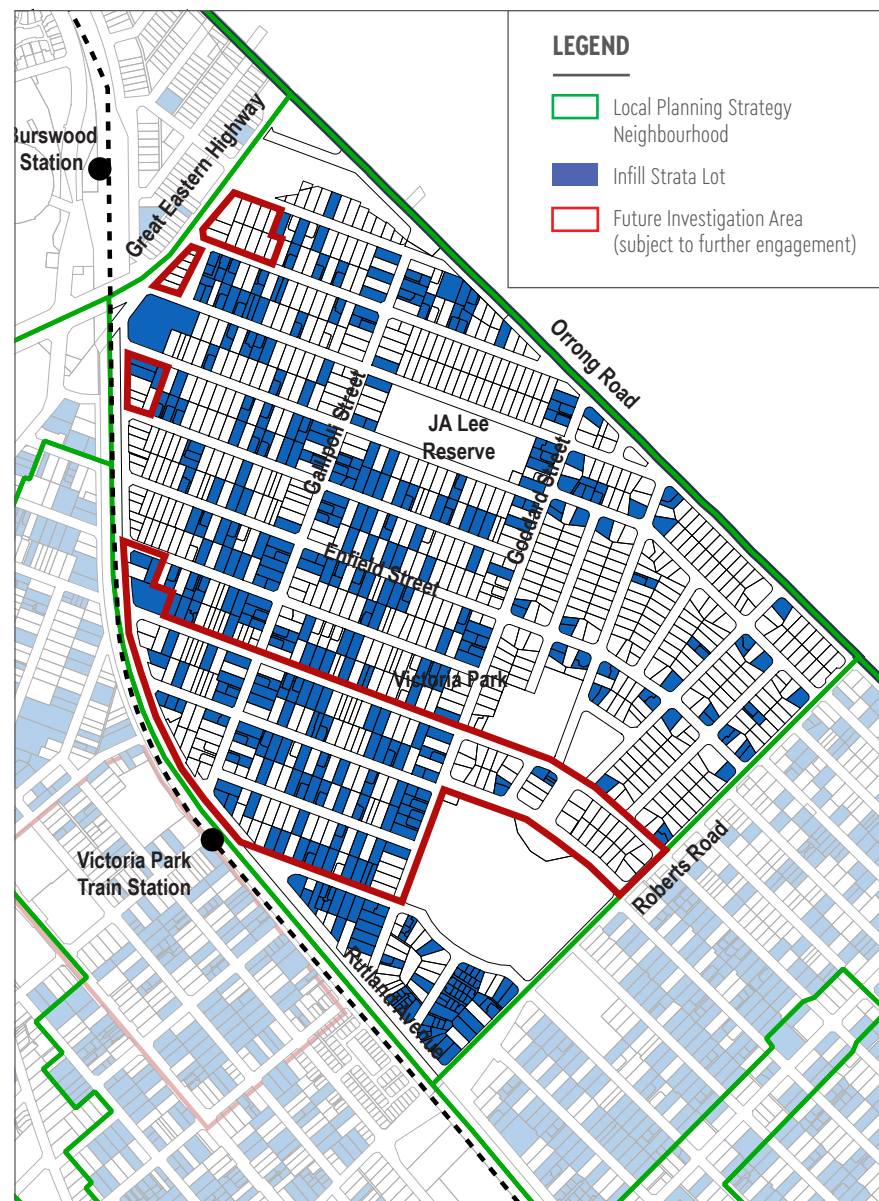 LEGEND
Local Planning Strategy
Neighbourhood
Infill Strata Lot
Future Investigation Area
(subject to further engagement)
Burswood
Station
Great Eastern Highway
Orrong Road
Gallipoli Street
JA Lee
Reserve
Goddard Street
Enfield Street
Victoria Park
Victoria Park
Train Station
Roberts Road
Rutland Avenue